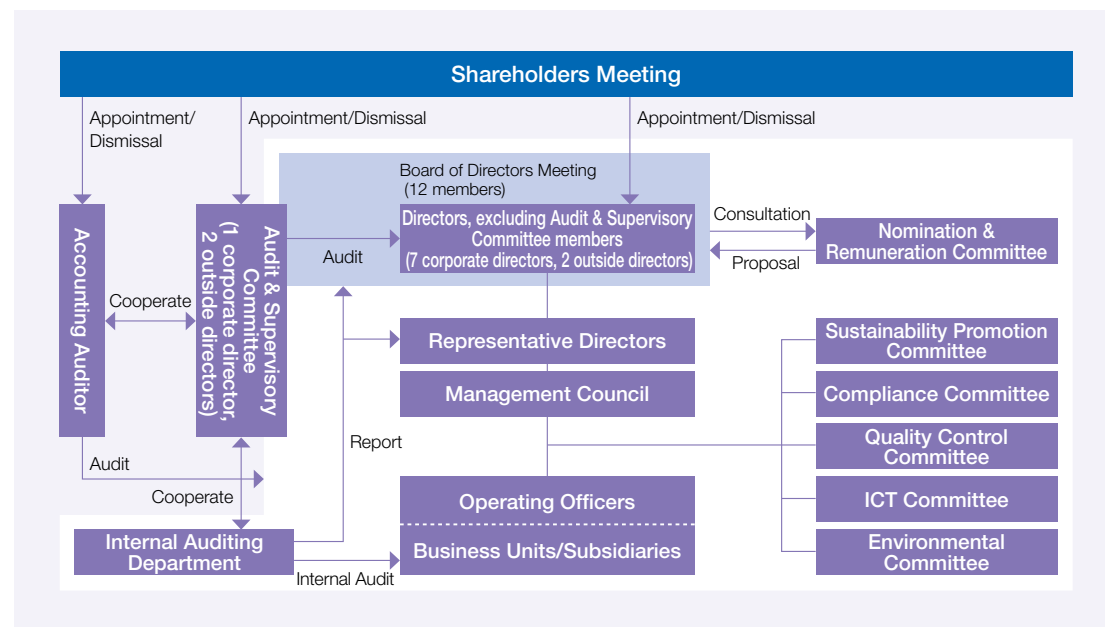 Shareholders Meeting
Appointment/
Dismissal
Appointment/Dismissal
Appointment/Dismissal
Board of Directors Meeting
(12 members)
Accounting Auditor
Audit & Supervisory
Committee
(1 corporate director,
2 outside directors)
Directors, excluding Audit & Supervisory
Committee members
(7 corporate directors, 2 outside directors)
Audit
Consultation
Proposal
Nomination &
Remuneration Committee
Cooperate
Representative Directors
Management Council
Sustainability Promotion
Committee
Compliance Committee
Quality Control
Committee
ICT Committee
Environmental
Committee
Report
Audit
Cooperate
Operating Officers
Business Units/Subsidiaries
Internal Auditing
Department
Internal Audit